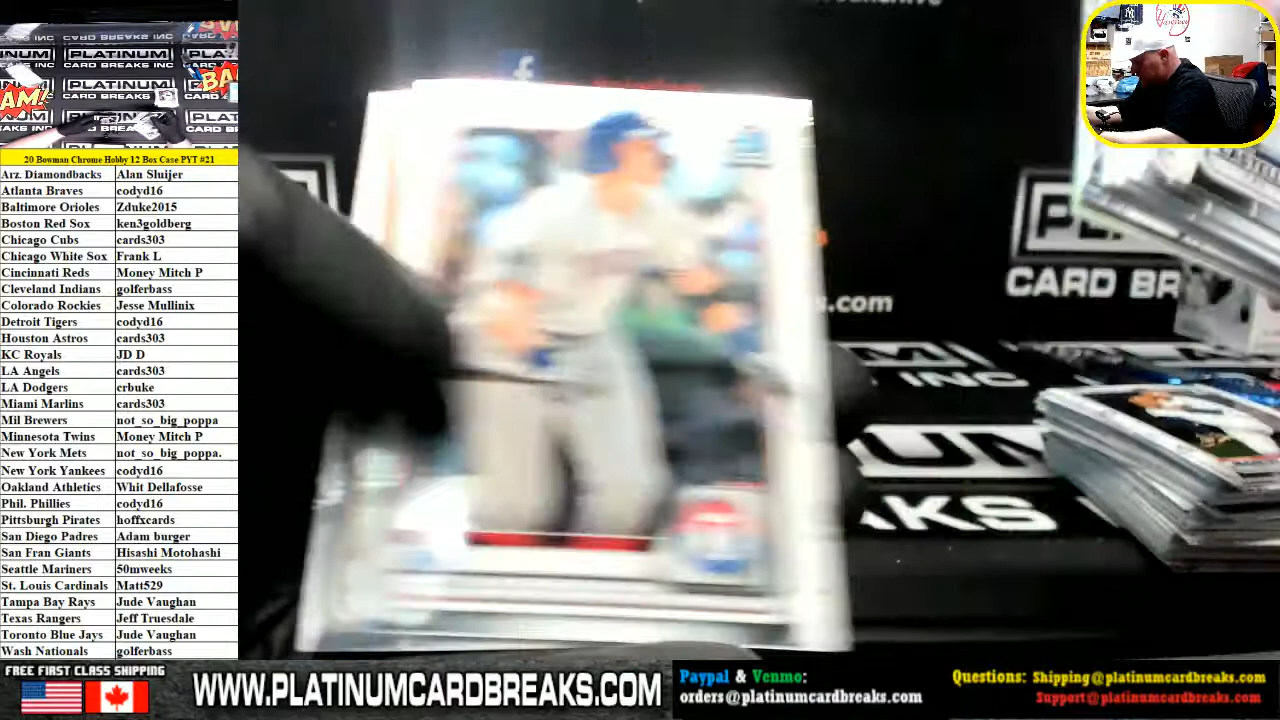 PLATINUM
CARD BREAKS INC
20 Bowman Chrome Hobby 12 Box Case PYT #21
Arz. Diamondbacks Alan Sluijer
Atlanta Braves codyd16
Baltimore Orioles Zduke2015
Boston Red Sox ken3goldberg
Chicago Cubs cards303
Chicago White Sox Frank L
Cincinnati Reds Money Mitch P
Cleveland Indians golferbass
Colorado Rockies Jesse Mullinix
Detroit Tigers codyd16
Houston Astros cards303
KC Royals JD D
LA Angels cards303
LA Dodgers crbuke
Miami Marlins cards303
Mil Brewers not_so_big_poppa
Minnesota Twins Money Mitch P
New York Mets not_so_big_poppa.
New York Yankees codyd16
Oakland Athletics Whit Dellafosse
Phil. Phillies codyd16
Pittsburgh Pirates hoffxcards
San Diego Padres Adam burger
San Fran Giants Hisashi Motohashi
Seattle Mariners 50mweeks
St. Louis Cardinals Matt529
Tampa Bay Rays Jude Vaughan
Texas Rangers Jeff Truesdale
Toronto Blue Jays Jude Vaughan
Wash Nationals golferbass
CARD BR
s.com
INC
UM
AKS
FREE FIRST CLASS SHIPPING
WWW.PLATINUMCARDBREAKS.COM
Paypal & Venmo:
orders@platinumcardbreaks.com
Questions: Shipping@platinumcardbreaks.com
Support@platinumcardbreaks.com